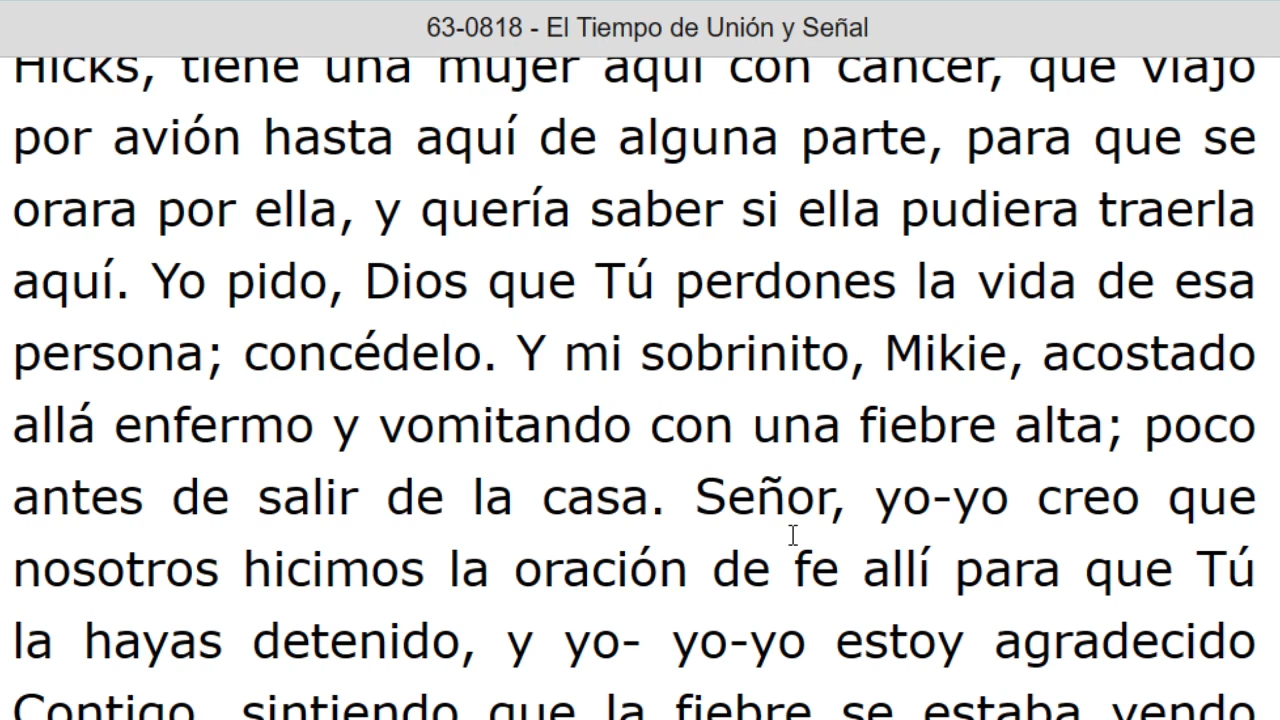 63-0818 - El Tiempo de Unión y Señal
Hicks, tiene una mujer aquí con cáncer, que viajó
por avión hasta aquí de alguna parte, para que se
orara por ella, y quería saber si ella pudiera traerla
aquí. Yo pido, Dios que Tú perdones la vida de esa
persona; concédelo. Y mi sobrinito, Mikie, acostado
allá enfermo y vomitando con una fiebre alta; poco
antes de salir de la casa. Señor, yo-yo creo que
nosotros hicimos la oración de fe allí para que Tú
la hayas detenido, y yo- yo-yo estoy agradecido
Contigo, sintiendo que la fiebre se estaba yendo